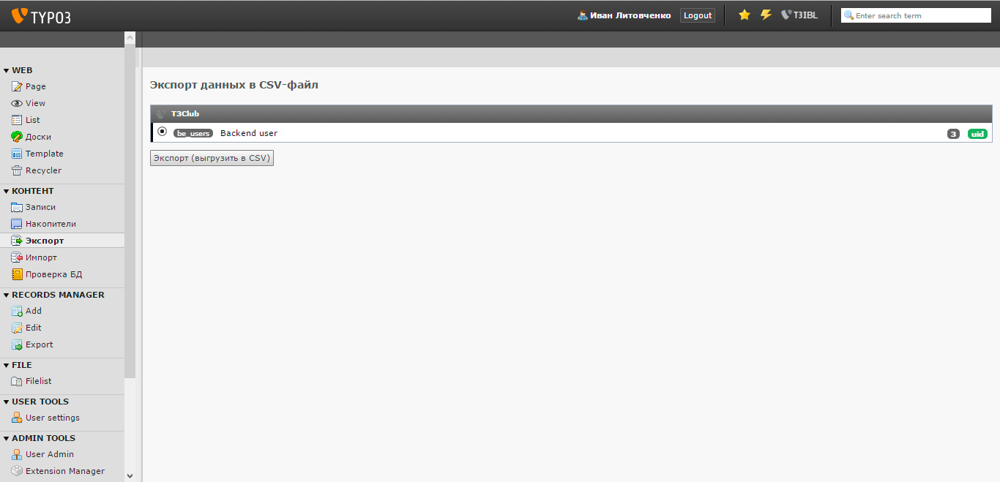 TYPO3
Иван Литовченко Logout T3IBL Enter search term
WEB
Page
View
List
Доски
Template
Recycler
КОНТЕНТ
Записи
Накопители
Экспорт
Импорт
Проверка БД
RECORDS MANAGER
Add
Edit
Export
FILE
Filelist
USER TOOLS
User settings
ADMIN TOOLS
User Admin
Extension Manager
Экспорт данных в CSV-файл
T3Club
be_users Backend user 3 uid
Экспорт (выгрузить в CSV)